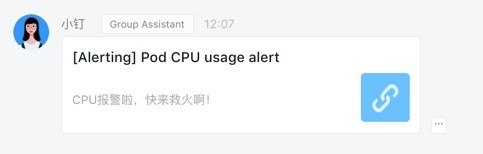 小钉 Group Assistant 12:07
[Alerting] Pod CPU usage alert
CPU报警啦，快来救火啊！